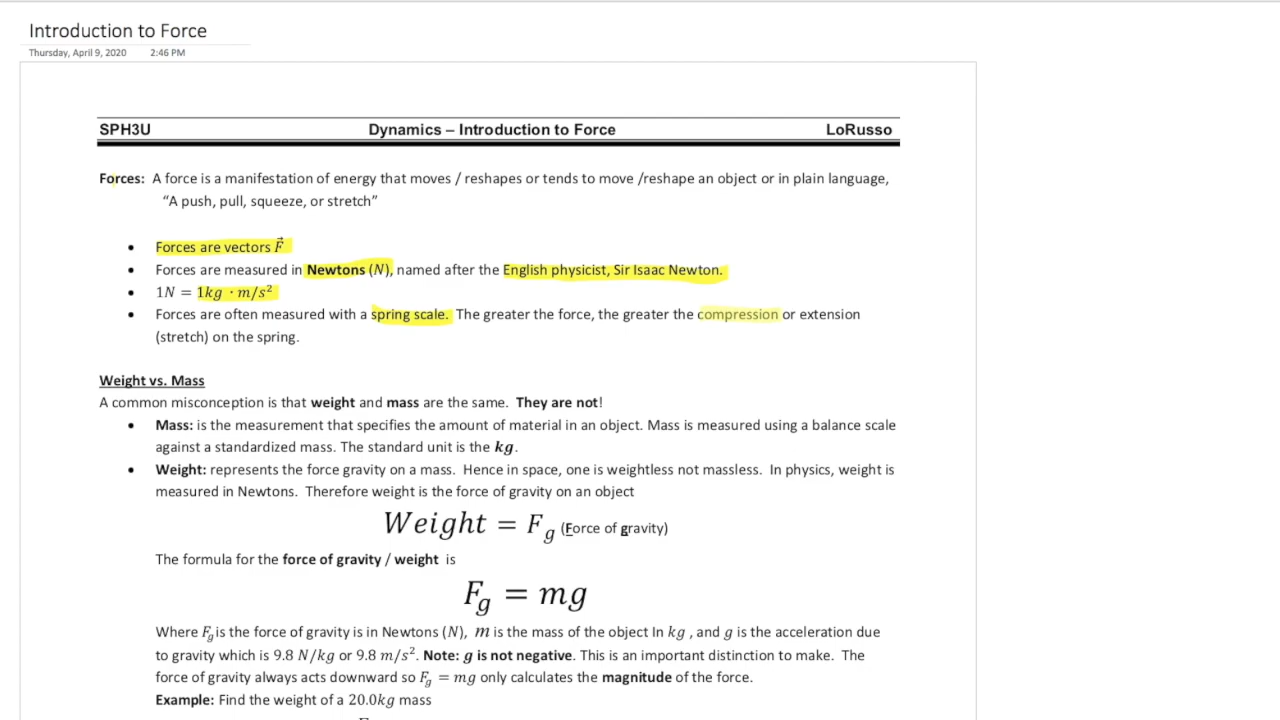 Introduction to Force
Thursday, April 9, 2020 2:46 PM
SPH3U Dynamics – Introduction to Force LoRusso
Forces: A force is a manifestation of energy that moves / reshapes or tends to move /reshape an object or in plain language,
“A push, pull, squeeze, or stretch”
• Forces are vectors F⃗
• Forces are measured in Newtons (N), named after the English physicist, Sir Isaac Newton.
• 1N = 1kg · m/s²
• Forces are often measured with a spring scale. The greater the force, the greater the compression or extension
(stretch) on the spring.
Weight vs. Mass
A common misconception is that weight and mass are the same. They are not!
• Mass: is the measurement that specifies the amount of material in an object. Mass is measured using a balance scale
against a standardized mass. The standard unit is the kg.
• Weight: represents the force gravity on a mass. Hence in space, one is weightless not massless. In physics, weight is
measured in Newtons. Therefore weight is the force of gravity on an object
Weight = F_g (Force of gravity)
The formula for the force of gravity / weight is
F_g = mg
Where F_g is the force of gravity is in Newtons (N), m is the mass of the object In kg , and g is the acceleration due
to gravity which is 9.8 N/kg or 9.8 m/s². Note: g is not negative. This is an important distinction to make. The
force of gravity always acts downward so F_g = mg only calculates the magnitude of the force.
Example: Find the weight of a 20.0kg mass